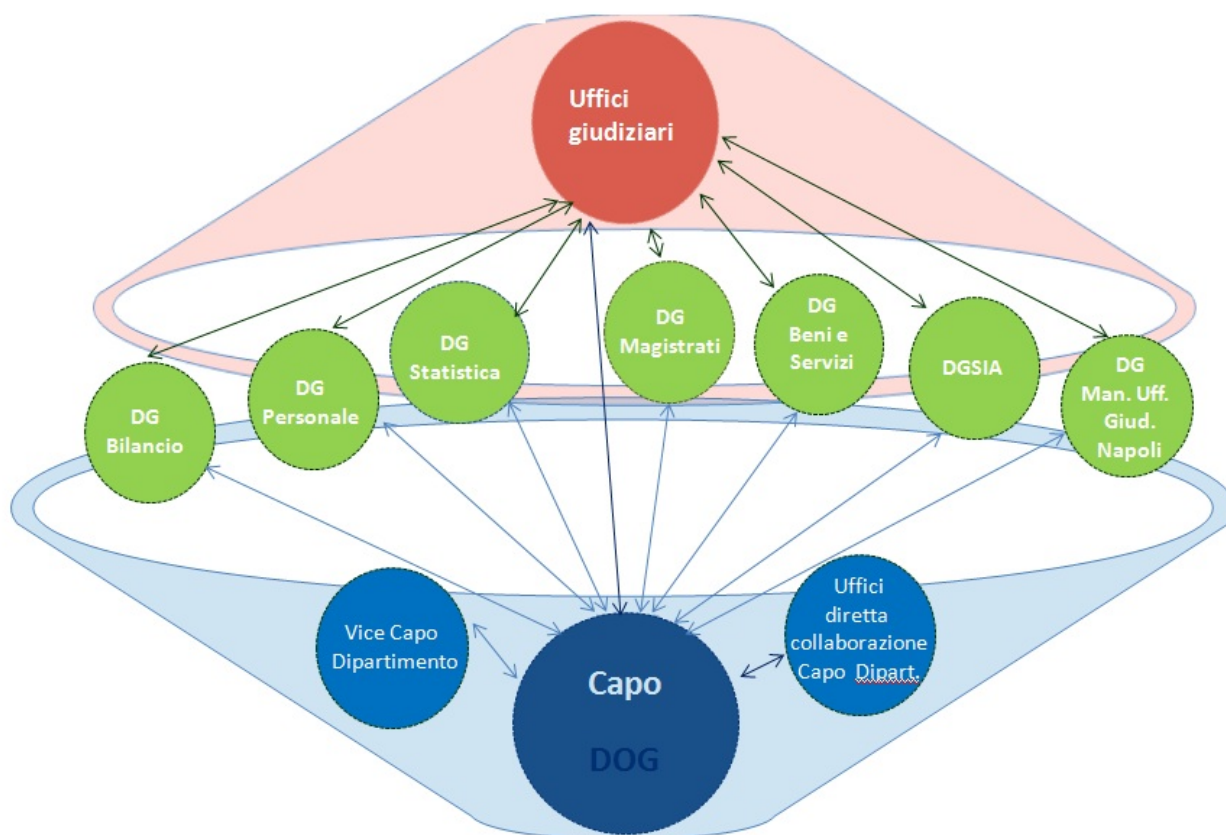 Uffici
giudiziari
DG
Bilancio
DG
Personale
DG
Statistica
DG
Magistrati
DG
Beni e
Servizi
DGSIA
DG
Man. Uff.
Giud.
Napoli
Vice Capo
Dipartimento
Capo
DOG
Uffici
diretta
collaborazione
Capo Dipart.